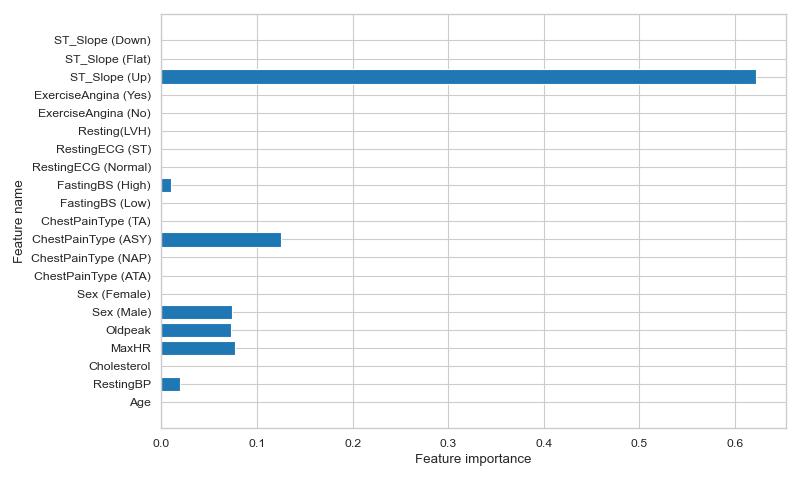 ST_Slope (Down)
ST_Slope (Flat)
ST_Slope (Up)
ExerciseAngina (Yes)
ExerciseAngina (No)
Resting(LVH)
RestingECG (ST)
RestingECG (Normal)
FastingBS (High)
FastingBS (Low)
ChestPainType (TA)
ChestPainType (ASY)
ChestPainType (NAP)
ChestPainType (ATA)
Sex (Female)
Sex (Male)
Oldpeak
MaxHR
Cholesterol
RestingBP
Age
Feature name
0.0 0.1 0.2 0.3 0.4 0.5 0.6
Feature importance